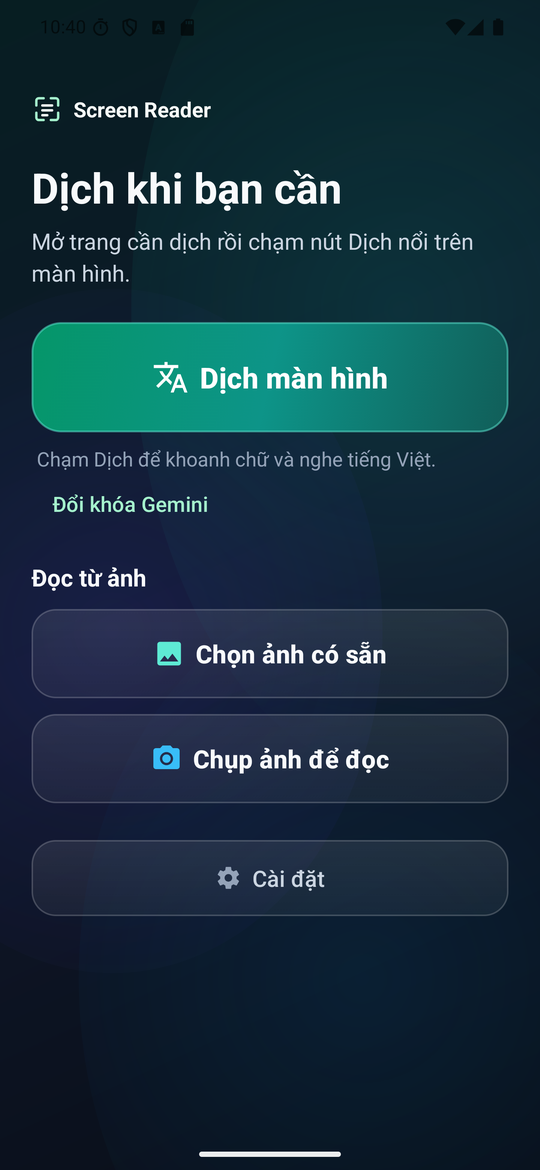 10:40
Screen Reader
Dịch khi bạn cần
Mở trang cần dịch rồi chạm nút Dịch nổi trên
màn hình.
Dịch màn hình
Chạm Dịch để khoanh chữ và nghe tiếng Việt.
Đổi khóa Gemini
Đọc từ ảnh
Chọn ảnh có sẵn
Chụp ảnh để đọc
Cài đặt